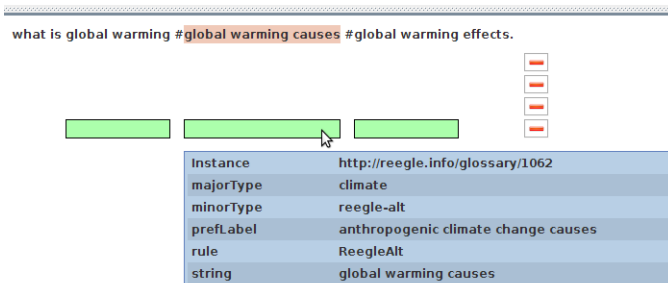 what is global warming #global warming causes #global warming effects.
Instance http://reegle.info/glossary/1062
majorType climate
minorType reegle-alt
prefLabel anthropogenic climate change causes
rule ReegleAlt
string global warming causes